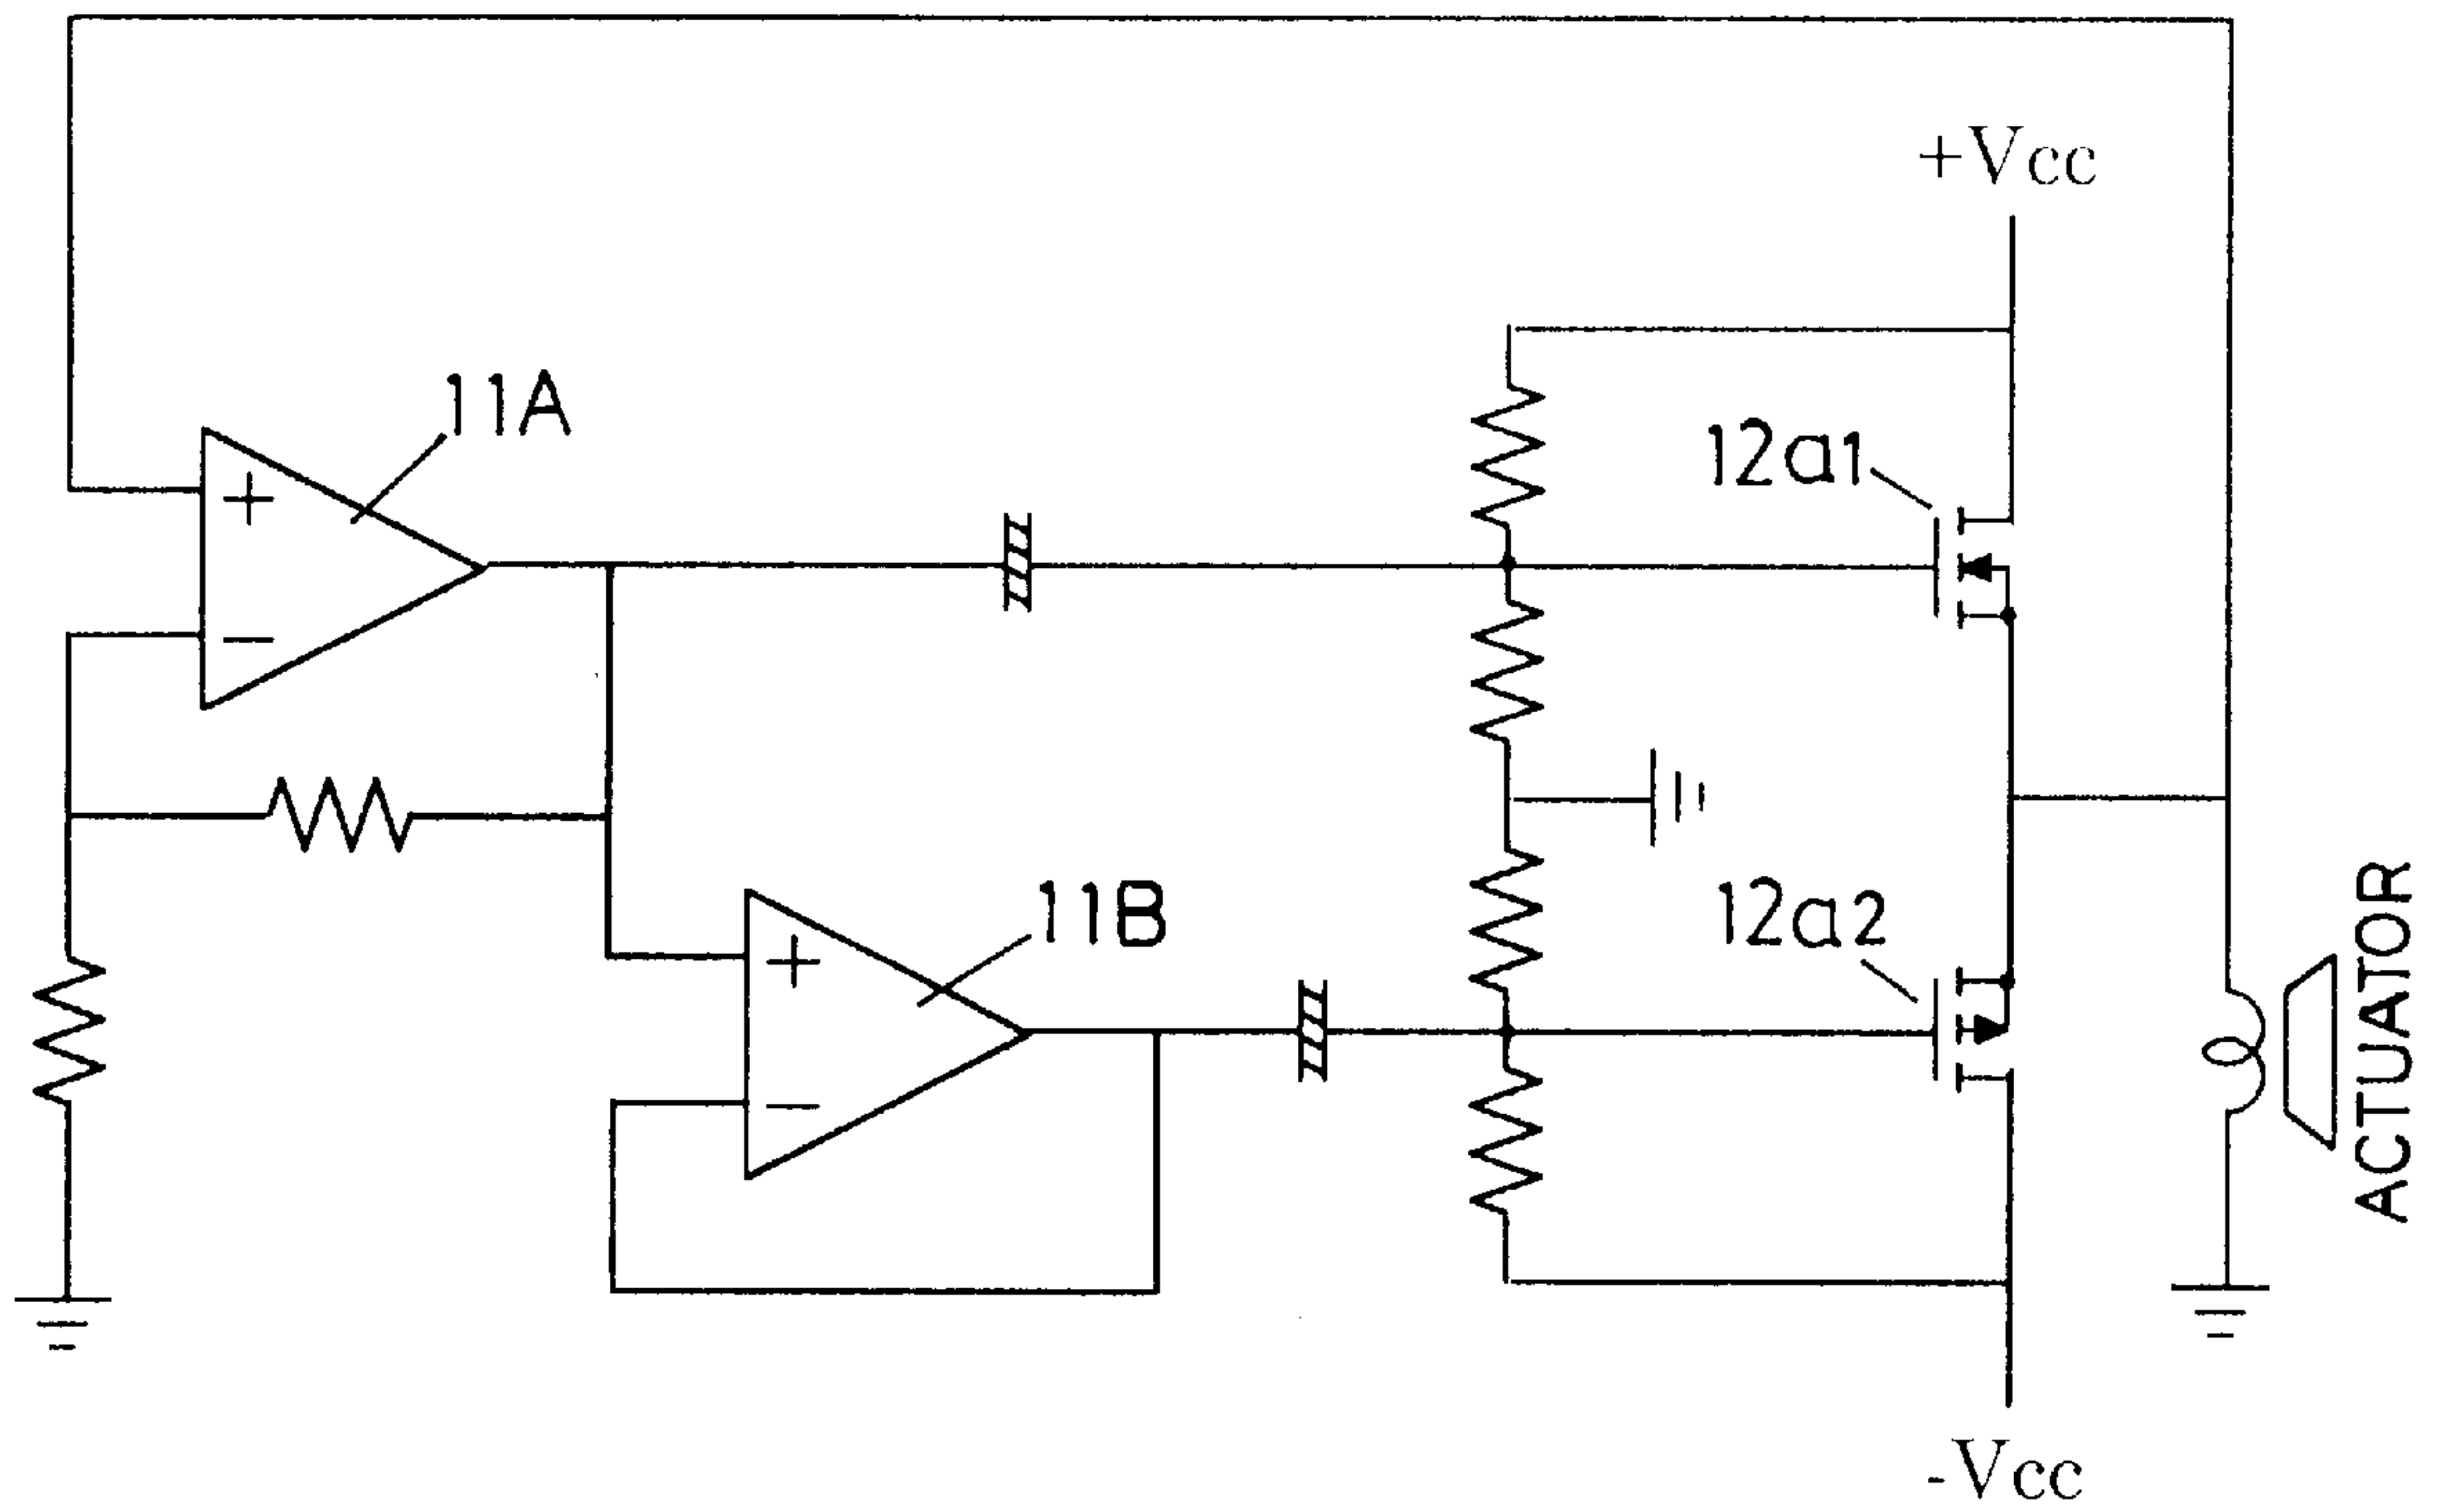 +Vcc
11A
12a1
+
−
11B
12a2
+
−
ACTUATOR
-Vcc